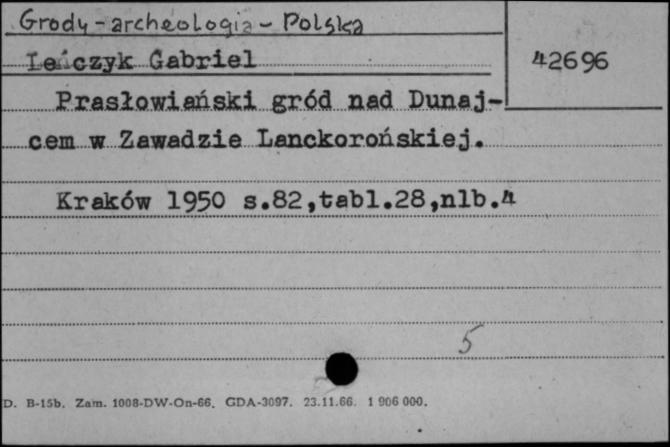 Grody - archeologia - Polska
Leńczyk Gabriel
42696
Prasłowiański gród nad Dunaj-
cem w Zawadzie Lanckorońskiej.
Kraków 1950 s.82,tabl.28,nlb.4
5
D. B-15b. Zam. 1008-DW-On-66. GDA-3097. 23.11.66. 1 906 000.